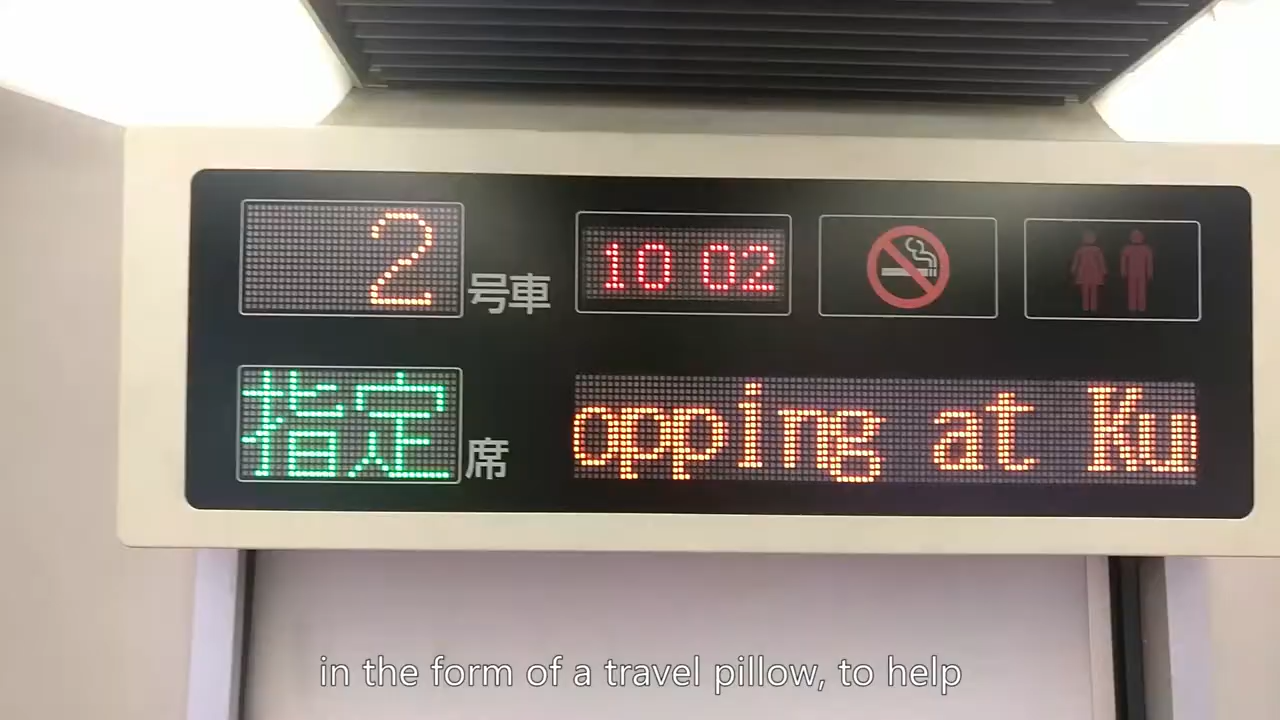 2 号車 10 02
指定席 opping at Ku
in the form of a travel pillow, to help